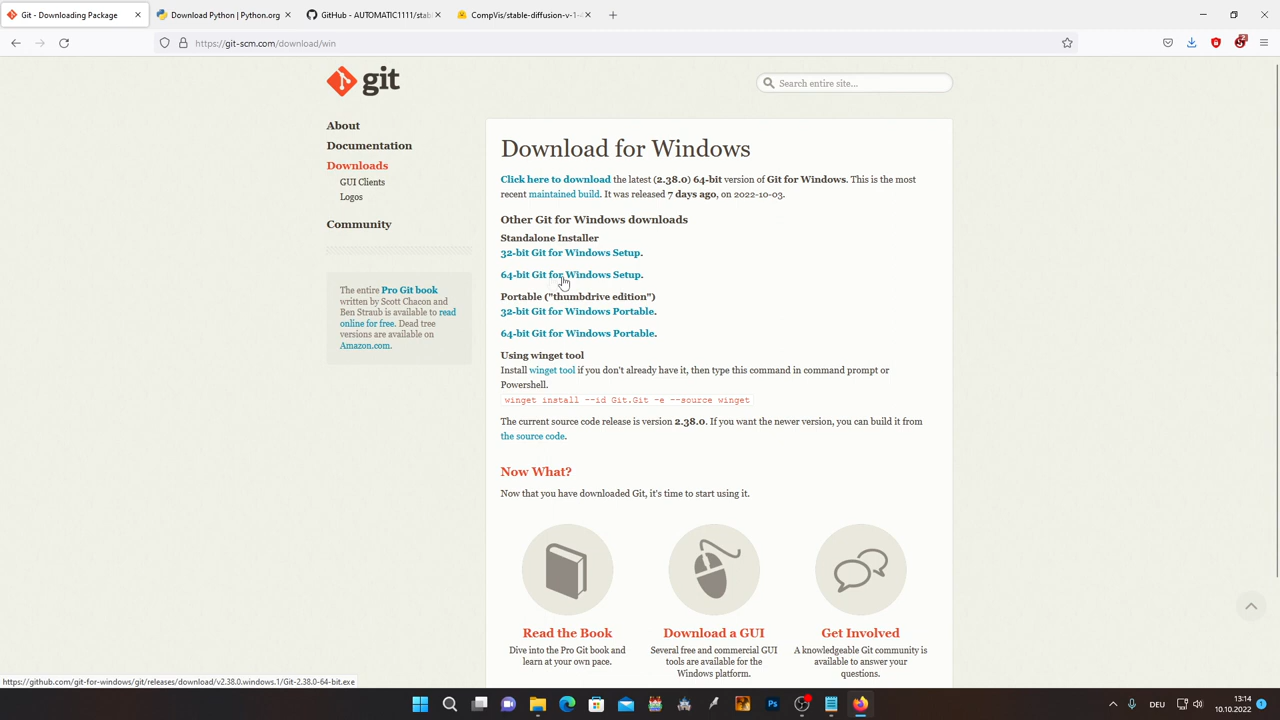 Git - Downloading Package
Download Python | Python.org
GitHub - AUTOMATIC1111/stab
CompVis/stable-diffusion-v-1-4
https://git-scm.com/download/win
git
Search entire site...
About
Documentation
Downloads
GUI Clients
Logos
Community
The entire Pro Git book
written by Scott Chacon and
Ben Straub is available to read
online for free. Dead tree
versions are available on
Amazon.com.
Download for Windows
Click here to download the latest (2.38.0) 64-bit version of Git for Windows. This is the most
recent maintained build. It was released 7 days ago, on 2022-10-03.
Other Git for Windows downloads
Standalone Installer
32-bit Git for Windows Setup.
64-bit Git for Windows Setup.
Portable ("thumbdrive edition")
32-bit Git for Windows Portable.
64-bit Git for Windows Portable.
Using winget tool
Install winget tool if you don't already have it, then type this command in command prompt or
Powershell.
winget install --id Git.Git -e --source winget
The current source code release is version 2.38.0. If you want the newer version, you can build it from
the source code.
Now What?
Now that you have downloaded Git, it's time to start using it.
Read the Book
Dive into the Pro Git book and
learn at your own pace.
Download a GUI
Several free and commercial GUI
tools are available for the
Windows platform.
Get Involved
A knowledgeable Git community is
available to answer your
questions.
https://github.com/git-for-windows/git/releases/download/v2.38.0.windows.1/Git-2.38.0-64-bit.exe
Ps
DEU
13:14
10.10.2022